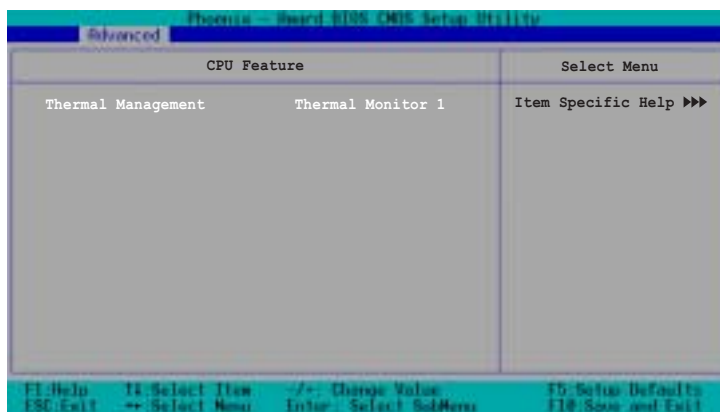 Phoenix - Award BIOS CMOS Setup Utility
Advanced
CPU Feature
Select Menu
Thermal Management Thermal Monitor 1
Item Specific Help ▶▶▶
F1:Help ↑↓ Select Item -/+ Change Value F5 Setup Defaults
ESC:Exit ↔ Select Menu Enter: Select SubMenu F10 Save and Exit